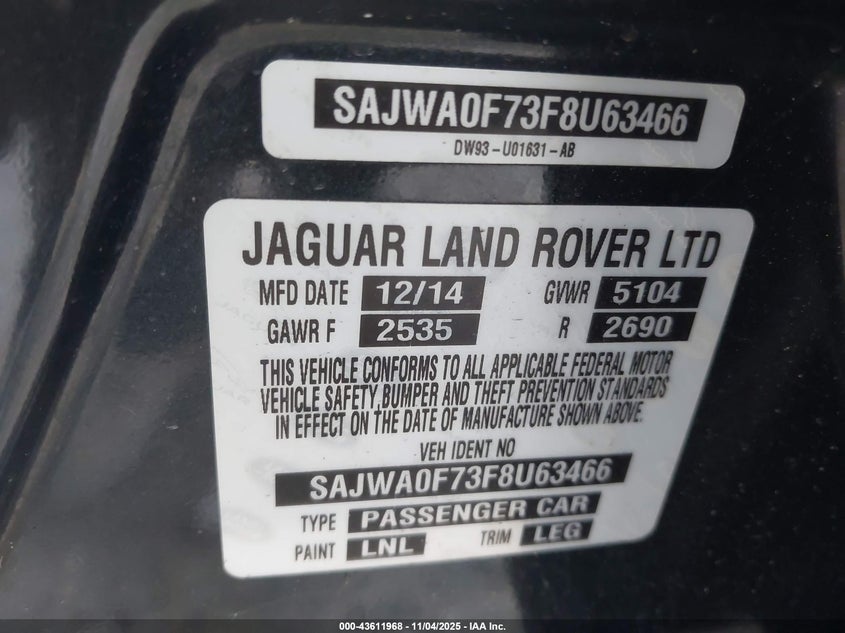 SAJWA0F73F8U63466
DW93-U01631-AB
JAGUAR LAND ROVER LTD
MFD DATE 12/14 GVWR 5104
GAWR F 2535 R 2690
THIS VEHICLE CONFORMS TO ALL APPLICABLE FEDERAL MOTOR
VEHICLE SAFETY, BUMPER AND THEFT PREVENTION STANDARDS
IN EFFECT ON THE DATE OF MANUFACTURE SHOWN ABOVE.
VEH IDENT NO
SAJWA0F73F8U63466
TYPE PASSENGER CAR
PAINT LNL TRIM LEG
000-43611968 - 11/04/2025 - IAA Inc.